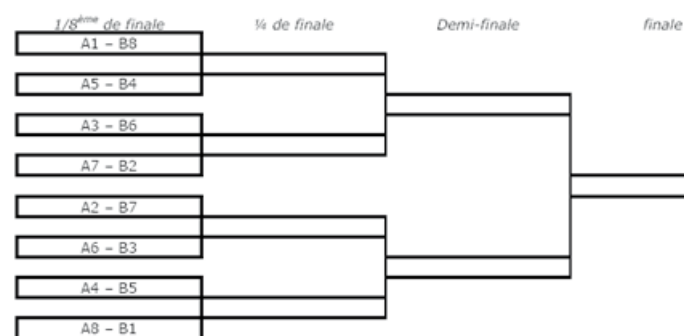 1/8ème de finale ¼ de finale Demi-finale finale
A1 – B8
A5 – B4
A3 – B6
A7 – B2
A2 – B7
A6 – B3
A4 – B5
A8 – B1